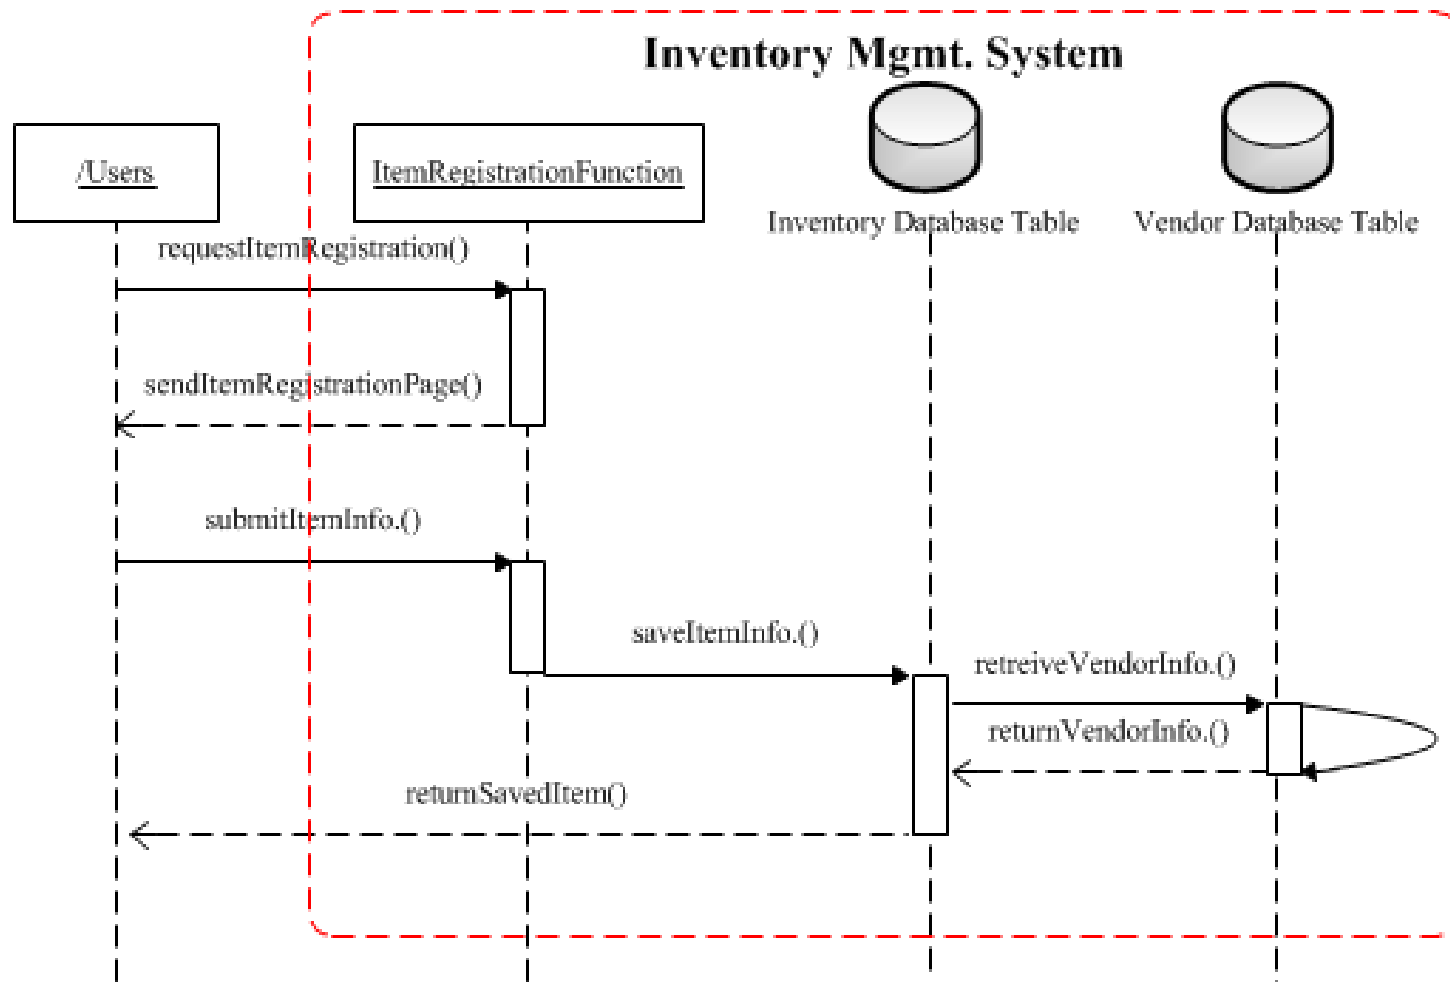 Inventory Mgmt. System
/Users
ItemRegistrationFunction
Inventory Database Table
Vendor Database Table
requestItemRegistration()
sendItemRegistrationPage()
submitItemInfo.()
saveItemInfo.()
retreiveVendorInfo.()
returnVendorInfo.()
returnSavedItem()